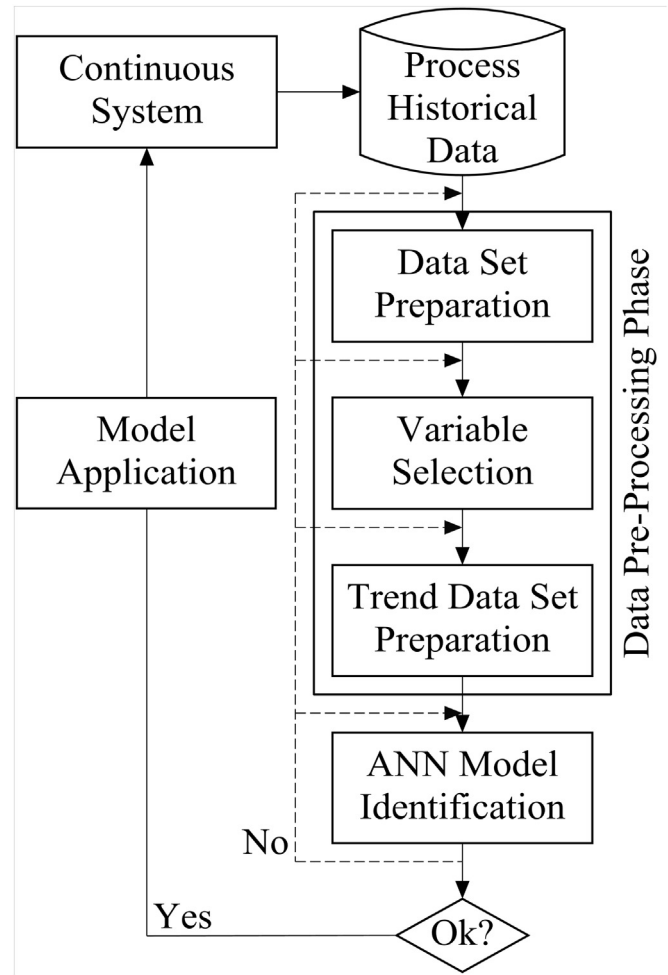 Continuous
System
Process
Historical
Data
Data Set
Preparation
Variable
Selection
Trend Data Set
Preparation
Data Pre-Processing Phase
Model
Application
ANN Model
Identification
No
Yes
Ok?